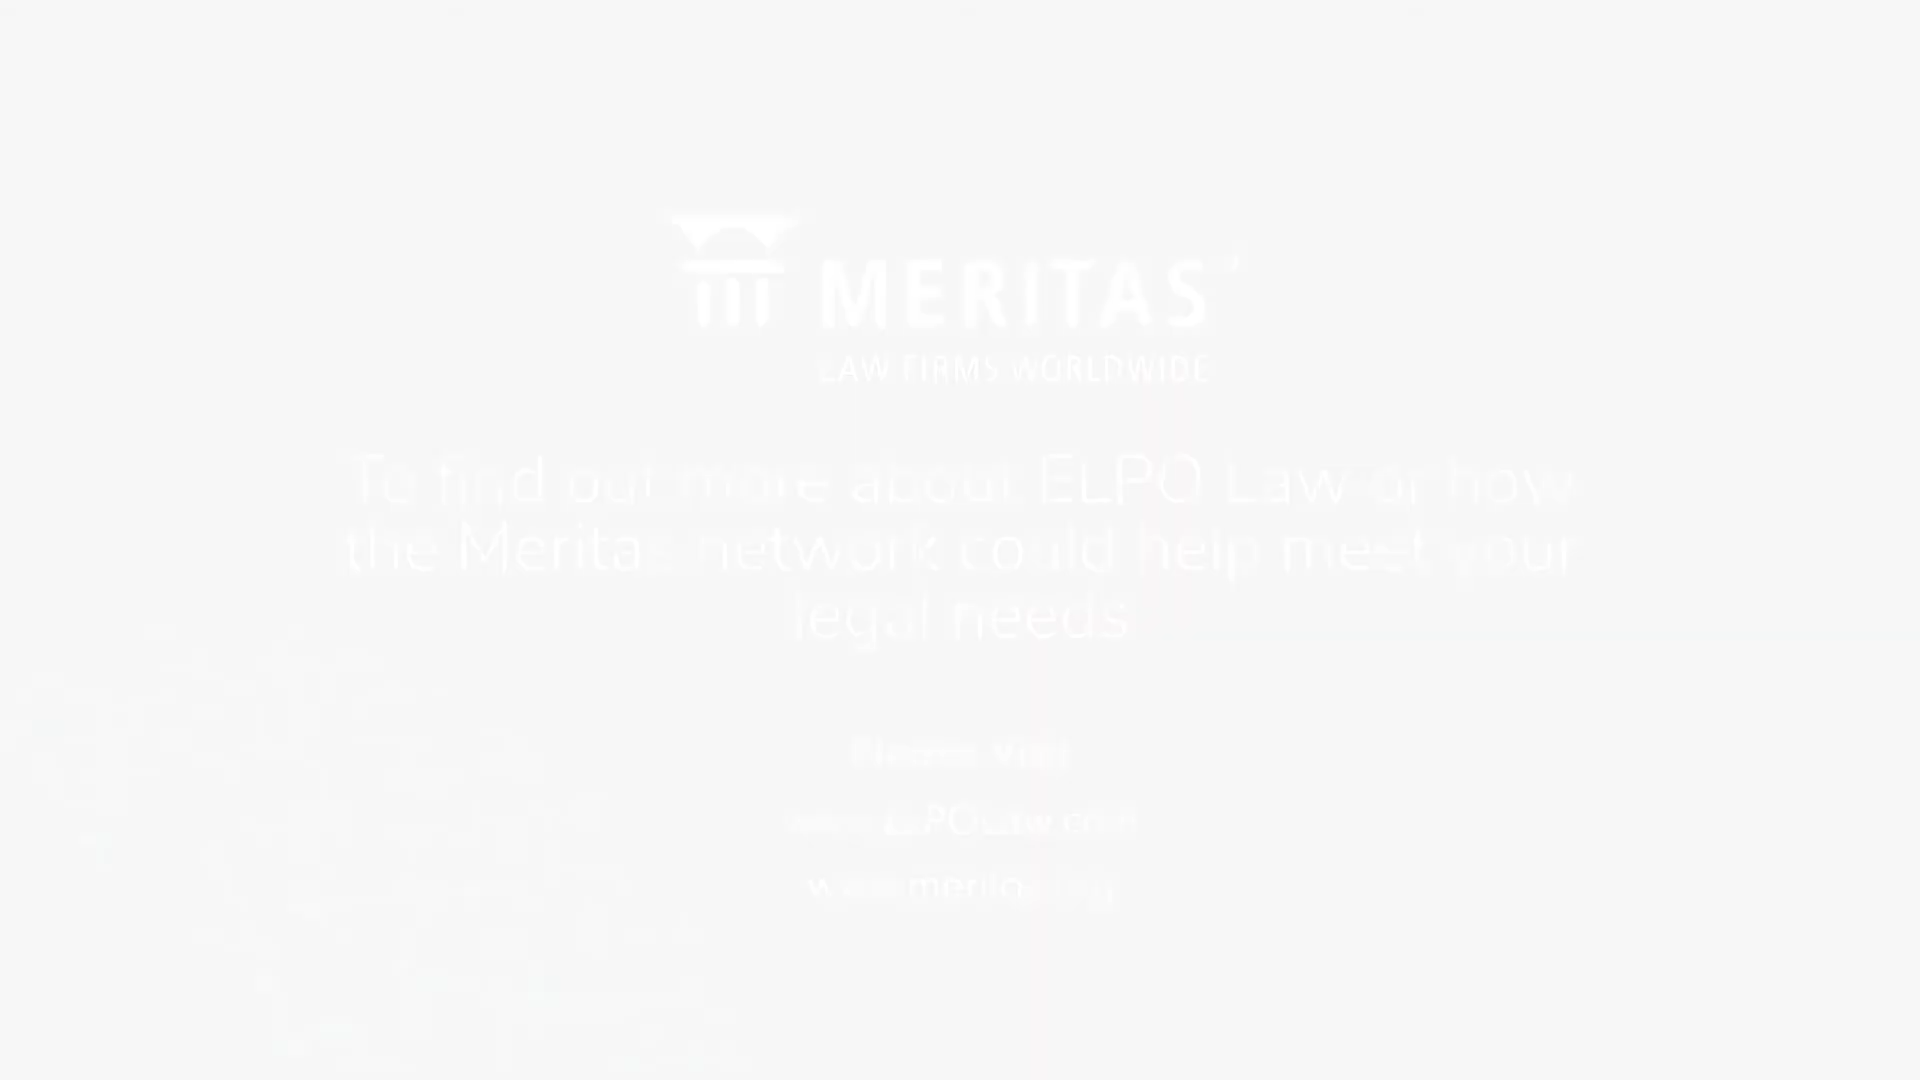 MERITAS
LAW FIRMS WORLDWIDE
To find out more about ELPO Law or how
the Meritas network could help meet your
legal needs
Please Visit
www.ELPOLaw.com
www.meritas.org